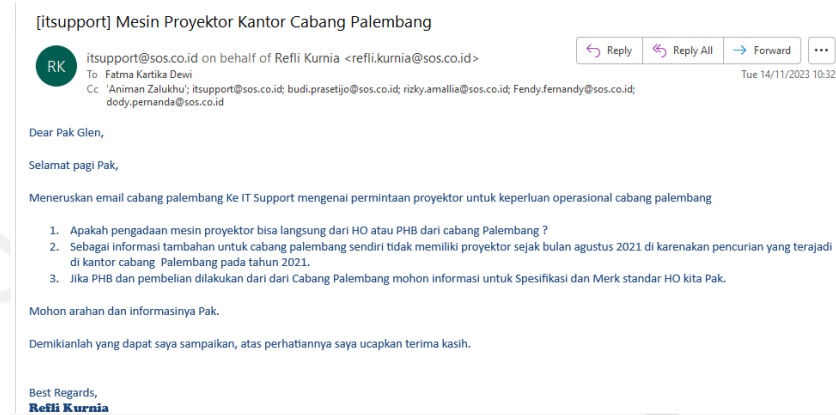 [itsupport] Mesin Proyektor Kantor Cabang Palembang
RK
itsupport@sos.co.id on behalf of Refli Kurnia <refli.kurnia@sos.co.id>
To Fatma Kartika Dewi
Cc 'Animan Zalukhu'; itsupport@sos.co.id; budi.prasetijo@sos.co.id; rizky.amallia@sos.co.id; Fendy.fernandy@sos.co.id;
dody.pernanda@sos.co.id
Reply
Reply All
Forward
Tue 14/11/2023 10:32
Dear Pak Glen,
Selamat pagi Pak,
Meneruskan email cabang palembang Ke IT Support mengenai permintaan proyektor untuk keperluan operasional cabang palembang
1. Apakah pengadaan mesin proyektor bisa langsung dari HO atau PHB dari cabang Palembang ?
2. Sebagai informasi tambahan untuk cabang palembang sendiri tidak memiliki proyektor sejak bulan agustus 2021 di karenakan pencurian yang terajadi
di kantor cabang Palembang pada tahun 2021.
3. Jika PHB dan pembelian dilakukan dari dari Cabang Palembang mohon informasi untuk Spesifikasi dan Merk standar HO kita Pak.
Mohon arahan dan informasinya Pak.
Demikianlah yang dapat saya sampaikan, atas perhatiannya saya ucapkan terima kasih.
Best Regards,
Refli Kurnia